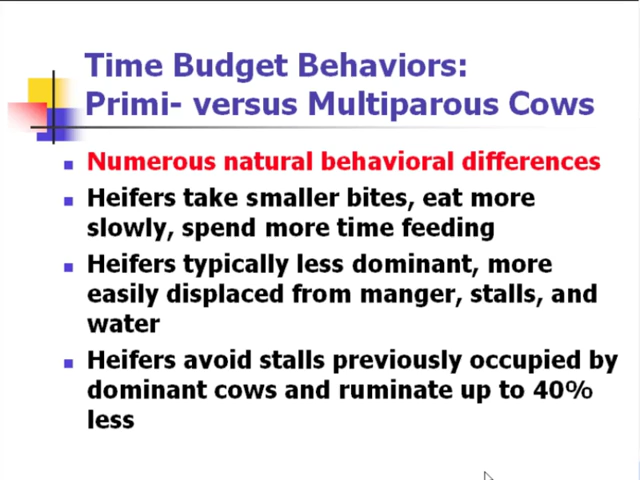 Time Budget Behaviors:
Primi- versus Multiparous Cows
Numerous natural behavioral differences
Heifers take smaller bites, eat more
slowly, spend more time feeding
Heifers typically less dominant, more
easily displaced from manger, stalls, and
water
Heifers avoid stalls previously occupied by
dominant cows and ruminate up to 40%
less